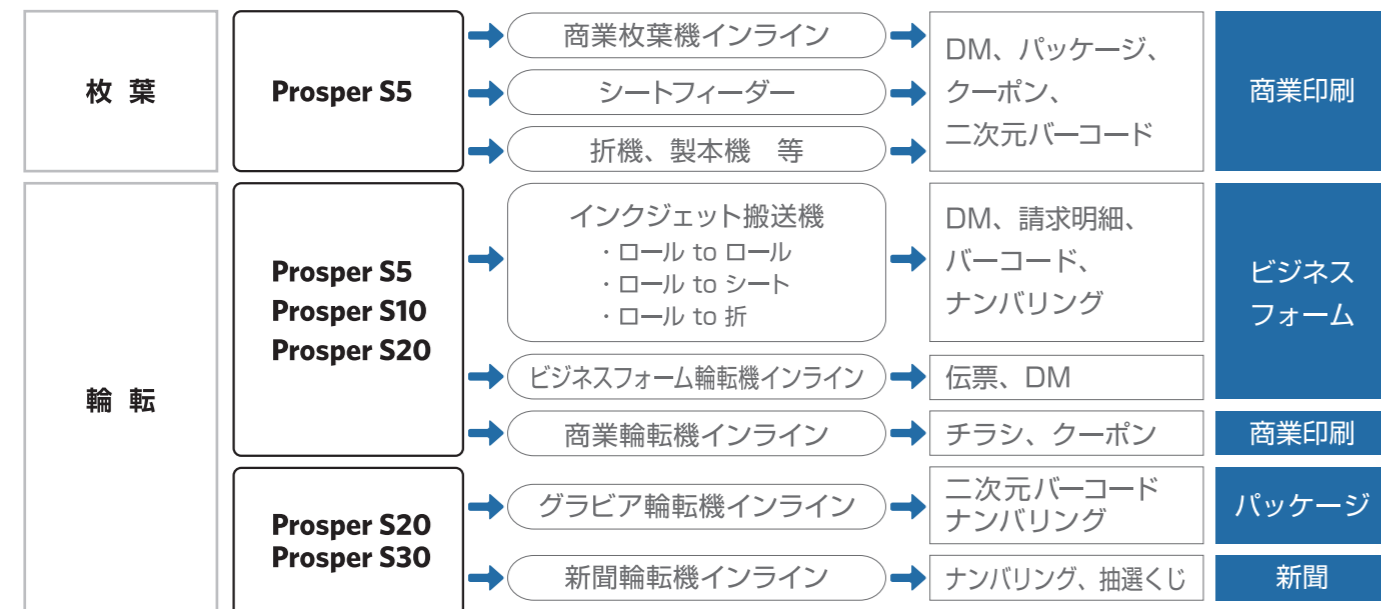 枚 葉
Prosper S5
商業枚葉機インライン
シートフィーダー
折機、製本機　等
DM、パッケージ、
クーポン、
二次元バーコード
商業印刷
輪 転
Prosper S5
Prosper S10
Prosper S20
インクジェット搬送機
・ロール to ロール
・ロール to シート
・ロール to 折
DM、請求明細、
バーコード、
ナンバリング
ビジネス
フォーム
ビジネスフォーム輪転機インライン
伝票、DM
商業輪転機インライン
チラシ、クーポン
商業印刷
Prosper S20
Prosper S30
グラビア輪転機インライン
二次元バーコード
ナンバリング
パッケージ
新聞輪転機インライン
ナンバリング、抽選くじ
新聞